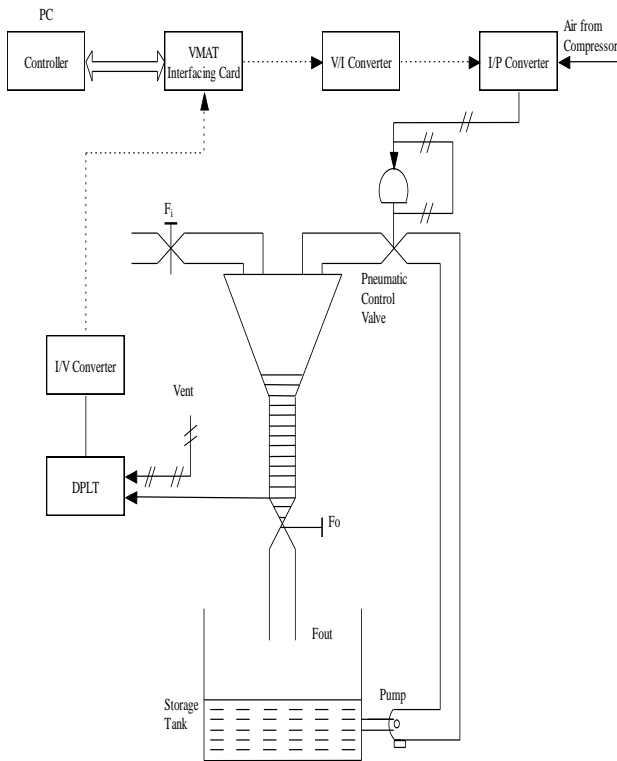 PC
Controller
VMAT
Interfacing Card
V/I Converter
I/P Converter
Air from
Compressor
Fi
Pneumatic
Control
Valve
I/V Converter
Vent
DPLT
Fo
Fout
Storage
Tank
Pump